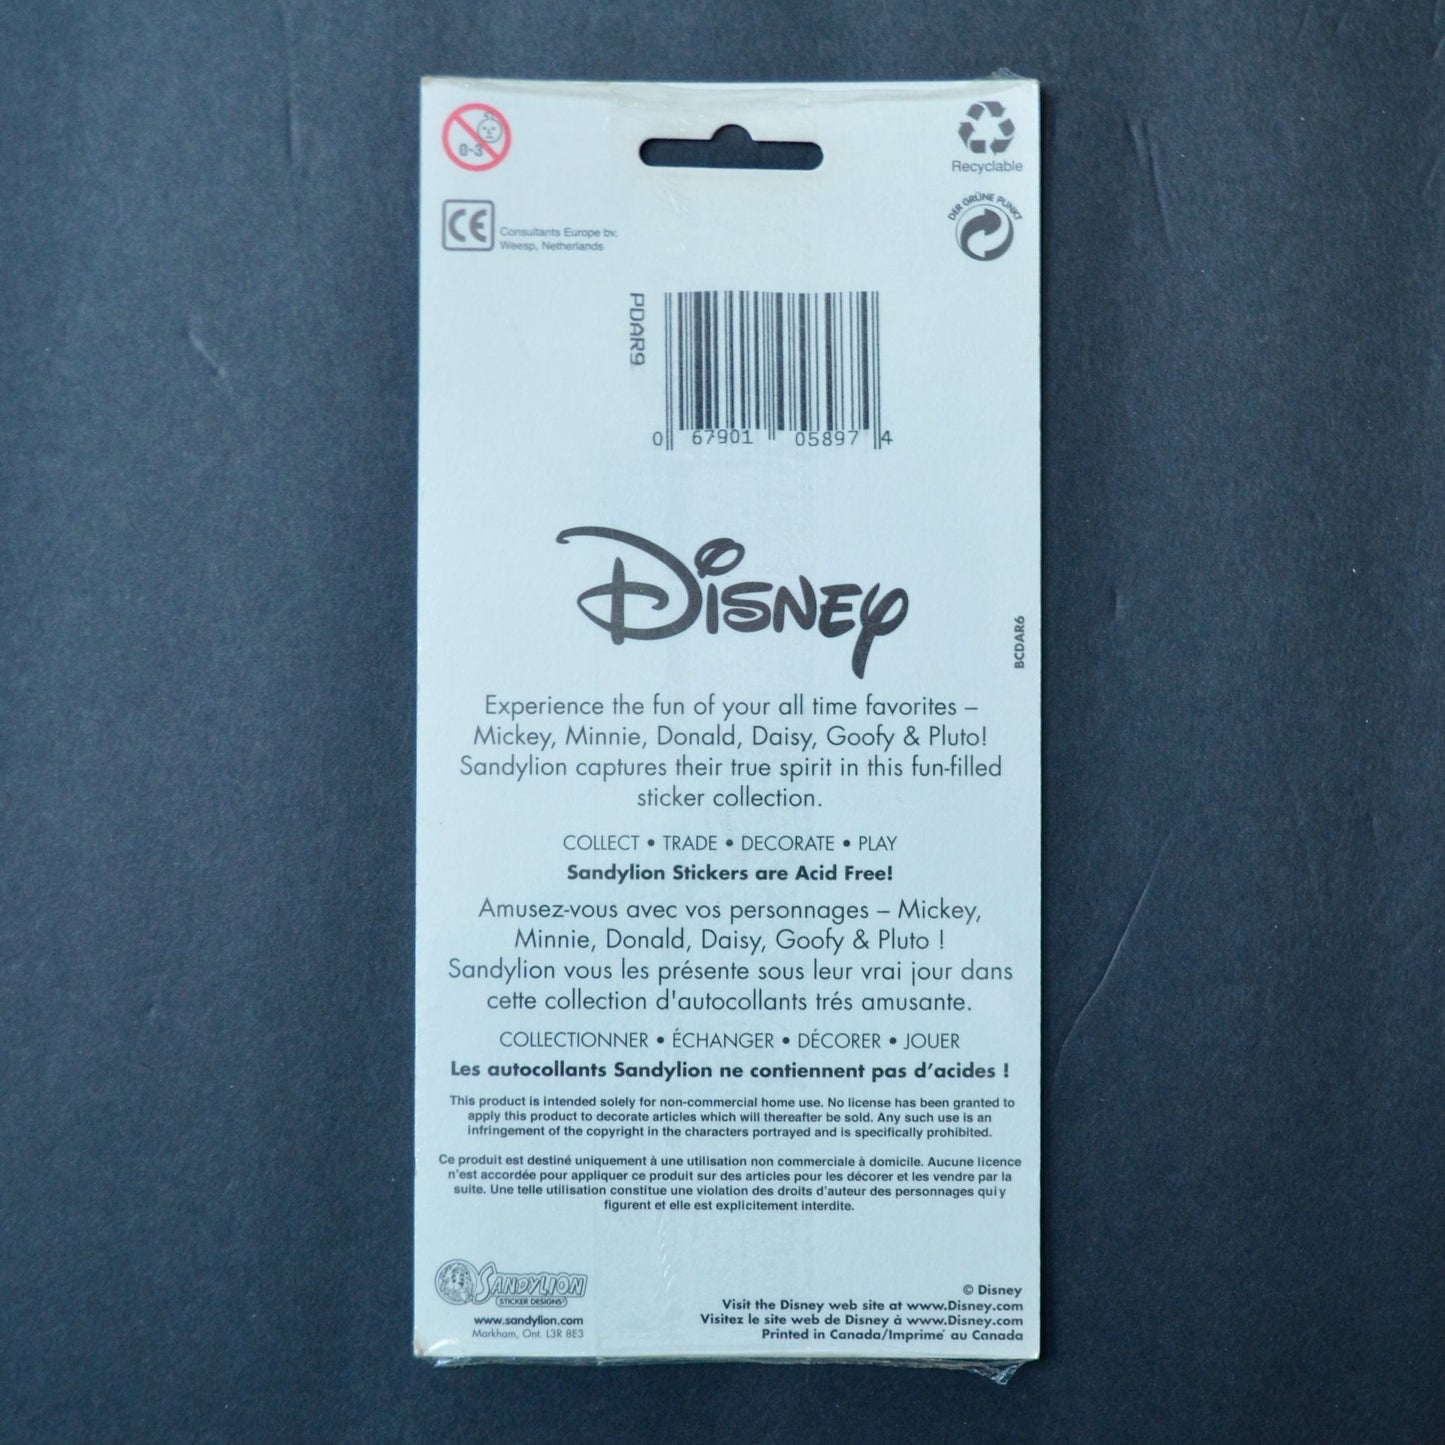 0-3
Recyclable
DER GRÜNE PUNKT
CE
Consultants Europe bv,
Weesp, Netherlands
PDAR9
0 67901 05897 4
Disney
BCDAR6
Experience the fun of your all time favorites –
Mickey, Minnie, Donald, Daisy, Goofy & Pluto!
Sandylion captures their true spirit in this fun-filled
sticker collection.
COLLECT • TRADE • DECORATE • PLAY
Sandylion Stickers are Acid Free!
Amusez-vous avec vos personnages – Mickey,
Minnie, Donald, Daisy, Goofy & Pluto !
Sandylion vous les présente sous leur vrai jour dans
cette collection d'autocollants trés amusante.
COLLECTIONNER • ÉCHANGER • DÉCORER • JOUER
Les autocollants Sandylion ne contiennent pas d’acides !
This product is intended solely for non-commercial home use. No license has been granted to
apply this product to decorate articles which will thereafter be sold. Any such use is an
infringement of the copyright in the characters portrayed and is specifically prohibited.
Ce produit est destiné uniquement à une utilisation non commerciale à domicile. Aucune licence
n’est accordée pour appliquer ce produit sur des articles pour les décorer et les vendre par la
suite. Une telle utilisation constitue une violation des droits d’auteur des personnages qui y
figurent et elle est explicitement interdite.
SANDYLION
STICKER DESIGNS®
www.sandylion.com
Markham, Ont. L3R 8E3
© Disney
Visit the Disney web site at www.Disney.com
Visitez le site web de Disney à www.Disney.com
Printed in Canada/Imprimé au Canada